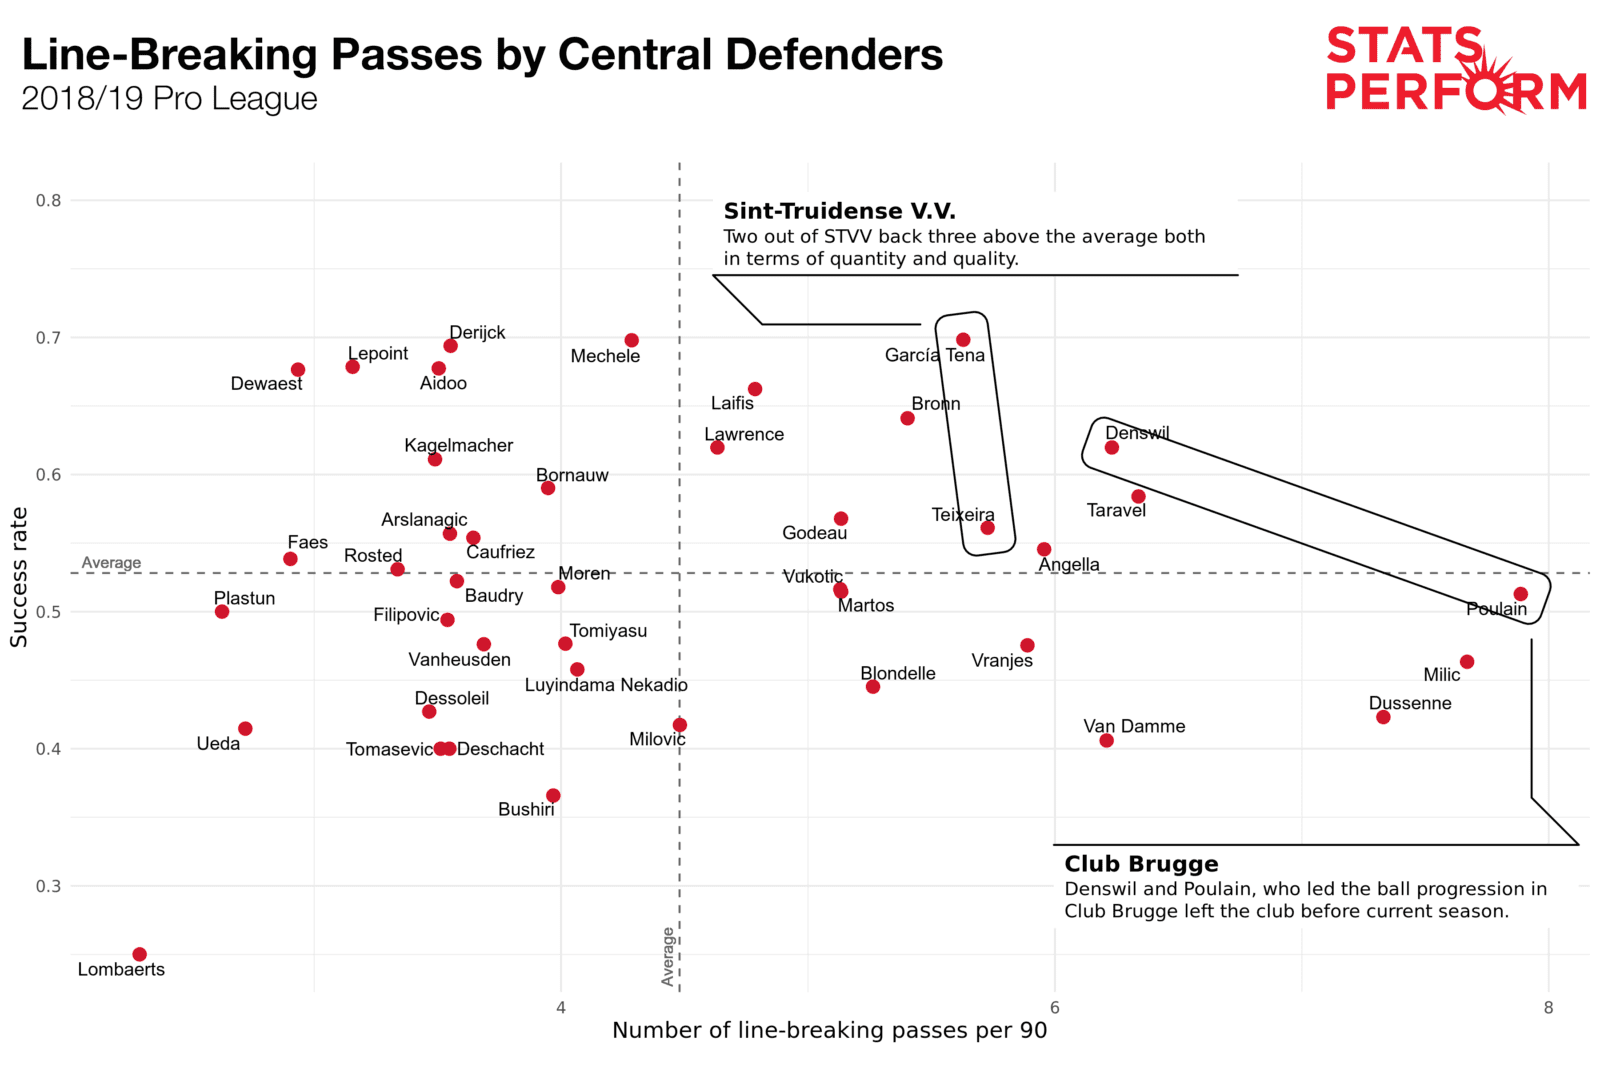 Line-Breaking Passes by Central Defenders
2018/19 Pro League
STATS
PERFORM
0.8
Sint-Truidense V.V.
Two out of STVV back three above the average both
in terms of quantity and quality.
0.7
Derijck
Lepoint
Mechele
García Tena
Dewaest
Aidoo
Laifis
Bronn
Lawrence
Denswil
Kagelmacher
0.6
Bornauw
Taravel
Arslanagic
Teixeira
Godeau
Faes
Rosted
Caufriez
Average
Angella
Moren
Vukotic
Baudry
Plastun
Martos
Poulain
0.5
Filipovic
Tomiyasu
Vanheusden
Vranjes
Blondelle
Milic
Luyindama Nekadio
Dessoleil
Dussenne
Van Damme
Ueda
Milovic
0.4
Tomasevic
Deschacht
Bushiri
Club Brugge
Denswil and Poulain, who led the ball progression in
Club Brugge left the club before current season.
0.3
Average
Lombaerts
4
6
8
Success rate
Number of line-breaking passes per 90